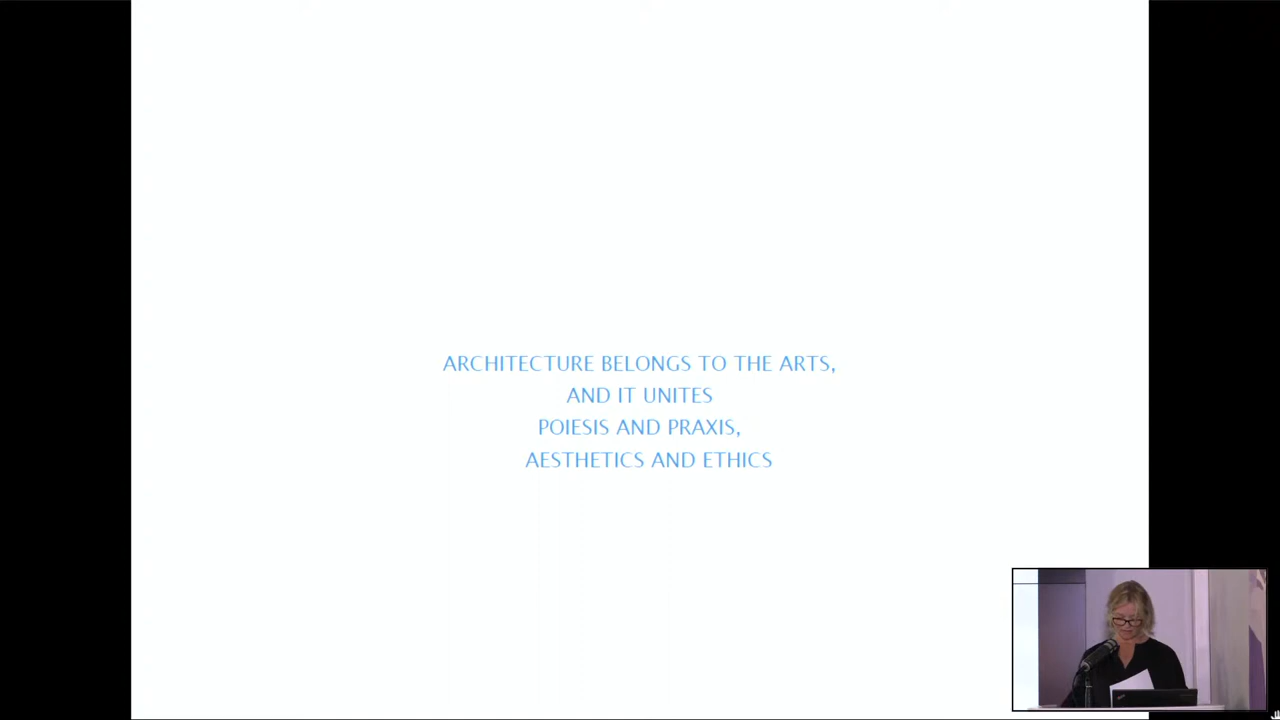 ARCHITECTURE BELONGS TO THE ARTS,
AND IT UNITES
POIESIS AND PRAXIS,
AESTHETICS AND ETHICS